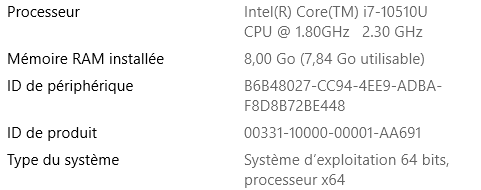 Processeur Intel(R) Core(TM) i7-10510U
CPU @ 1.80GHz 2.30 GHz
Mémoire RAM installée 8,00 Go (7,84 Go utilisable)
ID de périphérique B6B48027-CC94-4EE9-ADBA-
F8D8B72BE448
ID de produit 00331-10000-00001-AA691
Type du système Système d’exploitation 64 bits,
processeur x64